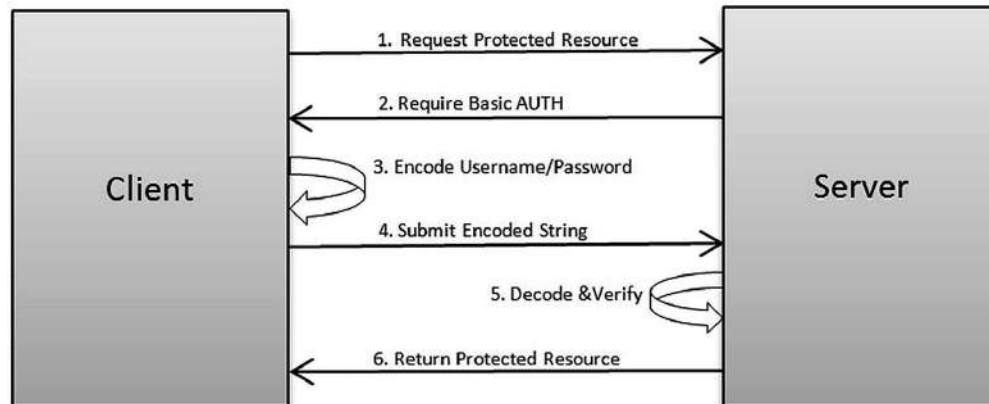 1. Request Protected Resource
2. Require Basic AUTH
3. Encode Username/Password
Client
Server
4. Submit Encoded String
5. Decode &Verify
6. Return Protected Resource